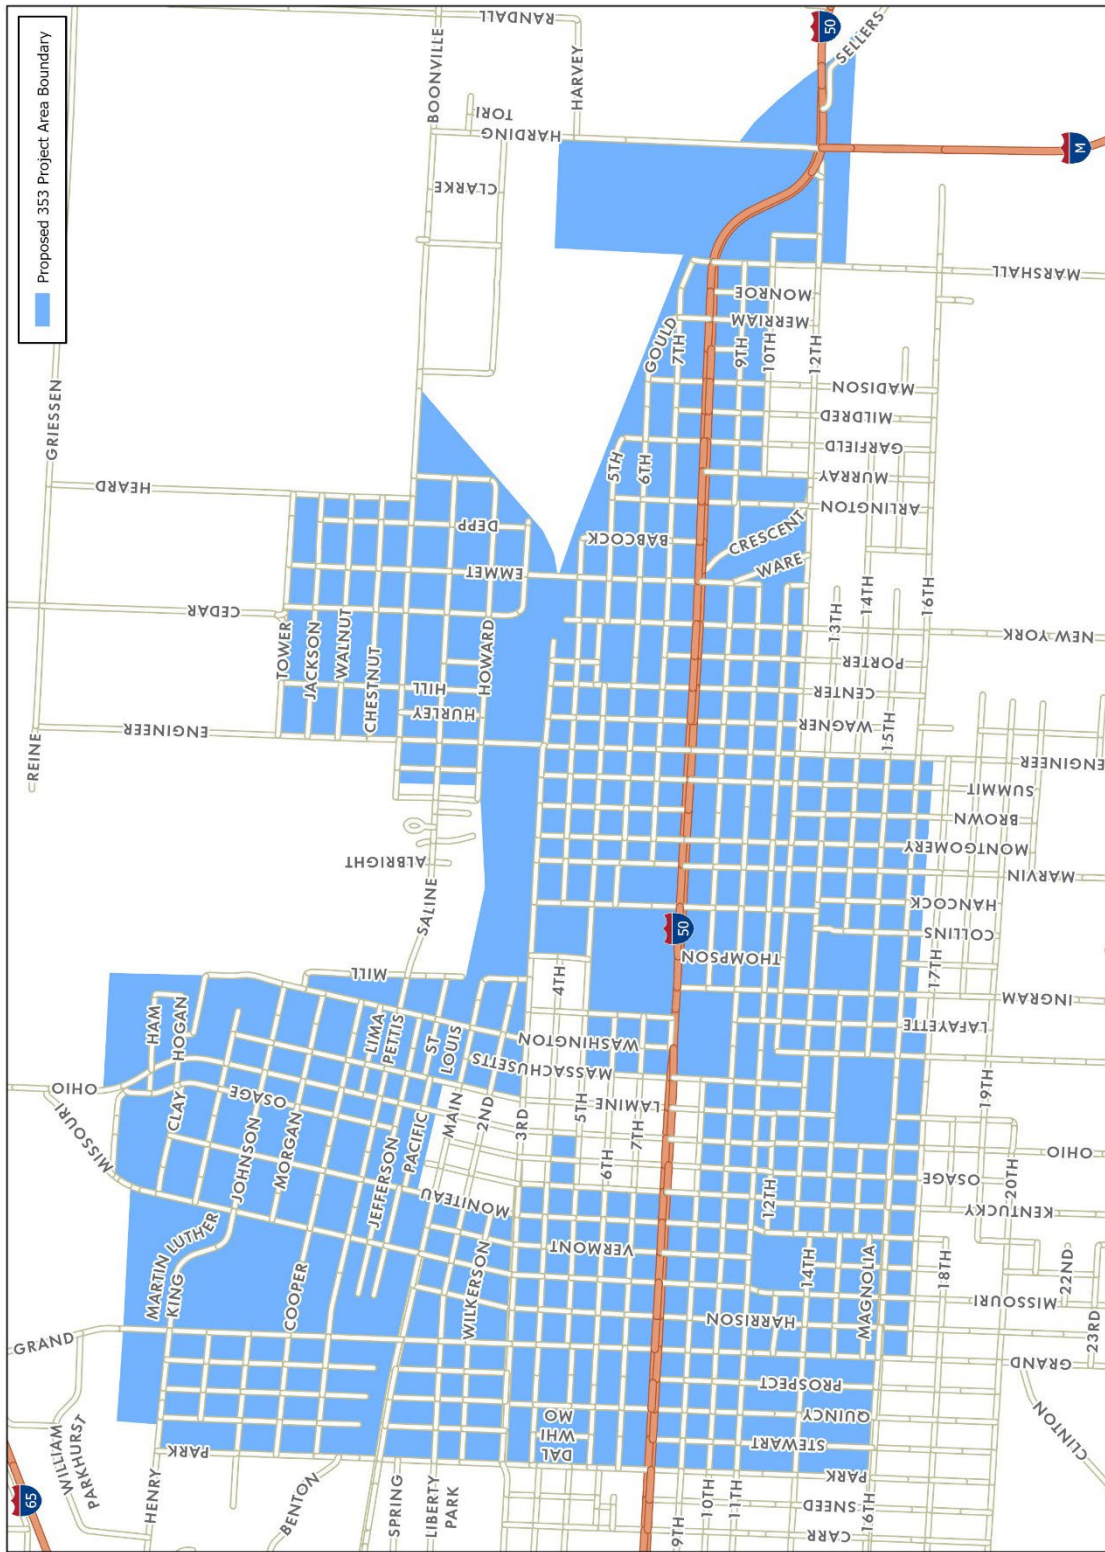 Proposed 353 Project Area Boundary
RANDALL
BOONVILLE
HARVEY
TORI
HARDING
CLARKE
50
SELLERS
M
GRIESSEN
HEARD
CEDAR
ENGINEER
REINE
MARSHALL
MONROE
MERRIAM
GOULD
7TH
9TH
10TH
12TH
MADISON
MILDRED
GARFIELD
MURRAY
ARLINGTON
5TH
6TH
BABCOCK
CRESCENT
WARE
DEPP
EMMET
TOWER
JACKSON
WALNUT
CHESTNUT
HOWARD
HILL
HURLEY
13TH
14TH
16TH
NEW YORK
PORTER
CENTER
WAGNER
15TH
ENGINEER
SUMMIT
BROWN
MONTGOMERY
MARVIN
HANCOCK
COLLINS
ALBRIGHT
SALINE
50
THOMPSON
17TH
INGRAM
LAFAYETTE
MILL
4TH
HAM
HOGAN
LIMA
PETTIS
ST
LOUIS
WASHINGTON
MASSACHUSETTS
OHIO
MISSOURI
CLAY
OSAGE
JOHNSON
MORGAN
JEFFERSON
PACIFIC
MAIN
2ND
3RD
5TH
LAMINE
6TH
7TH
19TH
OHIO
OSAGE
20TH
KENTUCKY
12TH
MONITEAU
VERMONT
14TH
MAGNOLIA
18TH
22ND
MISSOURI
23RD
HARRISON
MARTIN LUTHER
KING
COOPER
WILKERSON
GRAND
GRAND
PROSPECT
QUINCY
STEWART
CLINTON
MO
WHI
DAL
WILLIAM
PARKHURST
PARK
HENRY
BENTON
SPRING
LIBERTY
PARK
PARK
SNEED
CARR
9TH
10TH
11TH
16TH
65